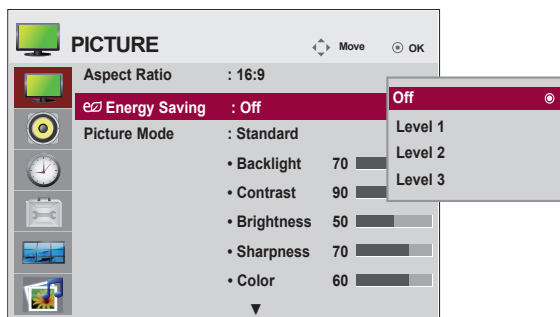 PICTURE
Move
OK
Aspect Ratio : 16:9
Energy Saving : Off
Picture Mode : Standard
• Backlight 70
• Contrast 90
• Brightness 50
• Sharpness 70
• Color 60
Off
Level 1
Level 2
Level 3